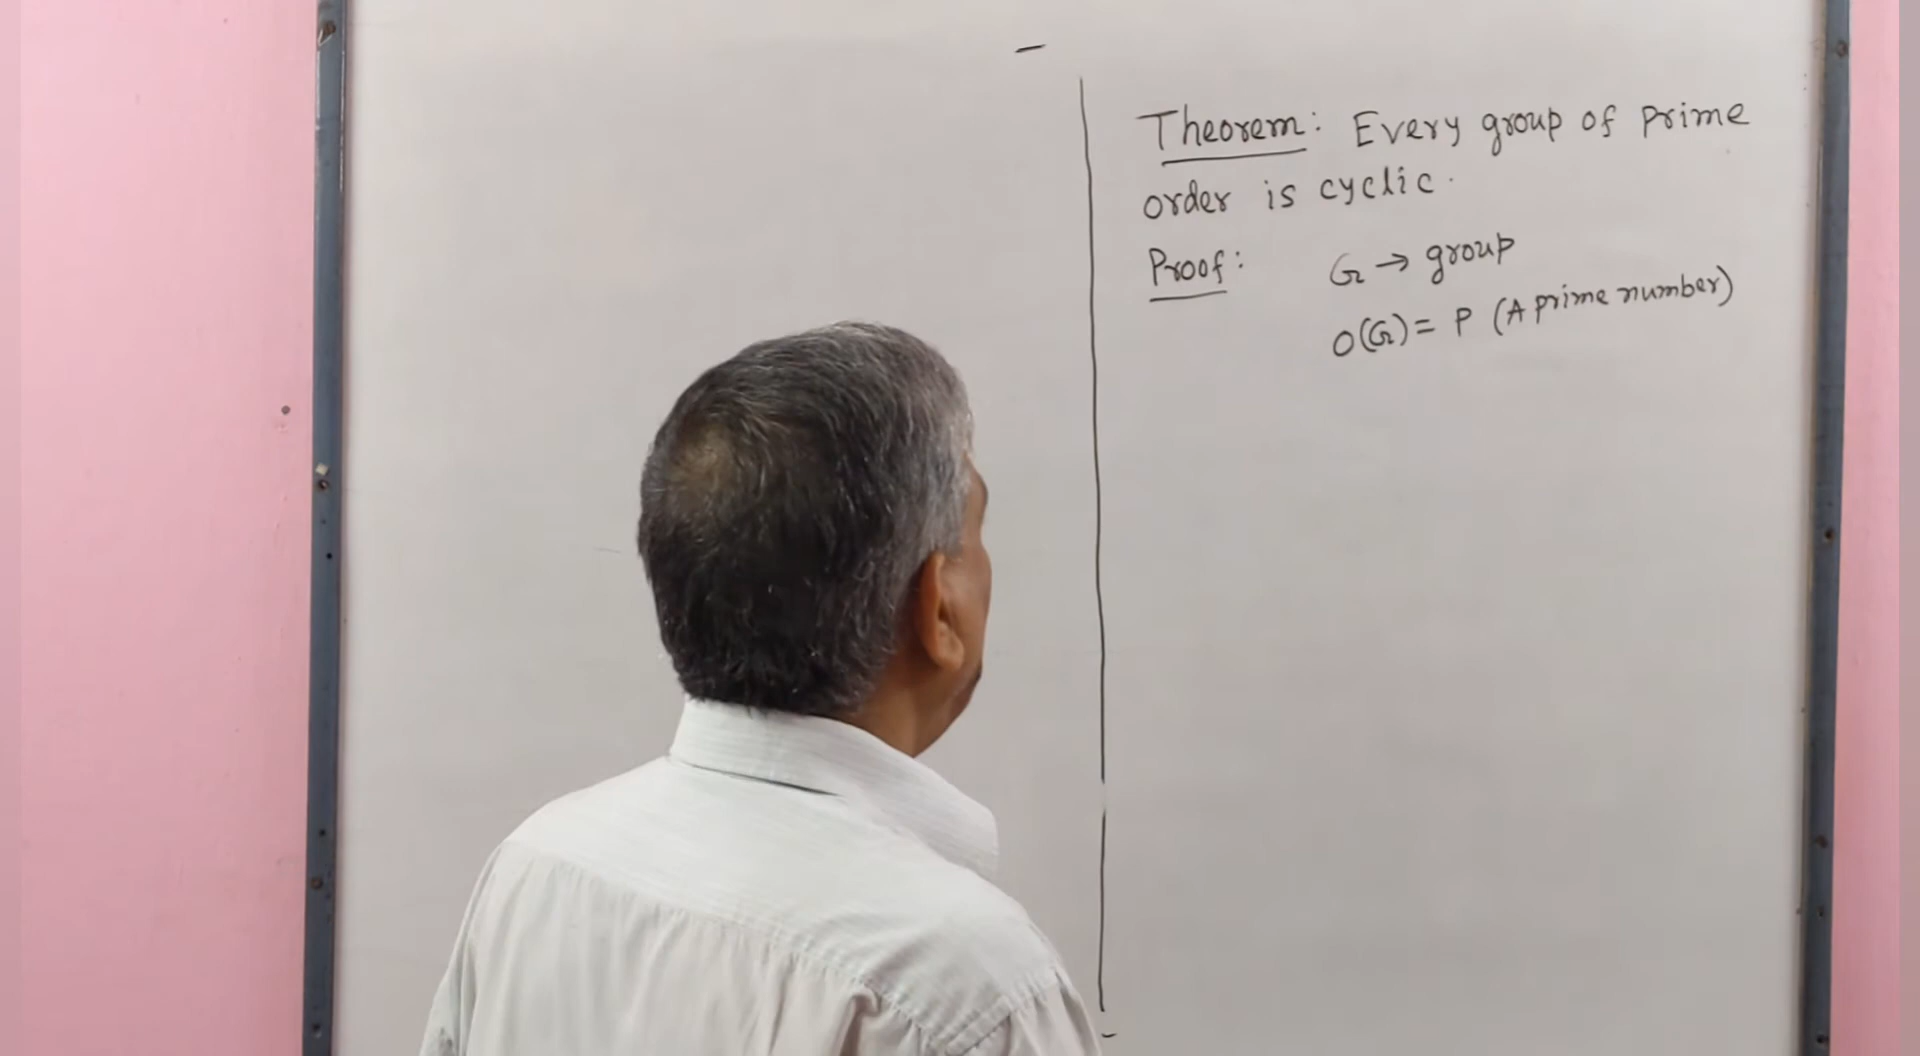 Theorem: Every group of prime
order is cyclic.
Proof: G → group
O(G) = P (A prime number)